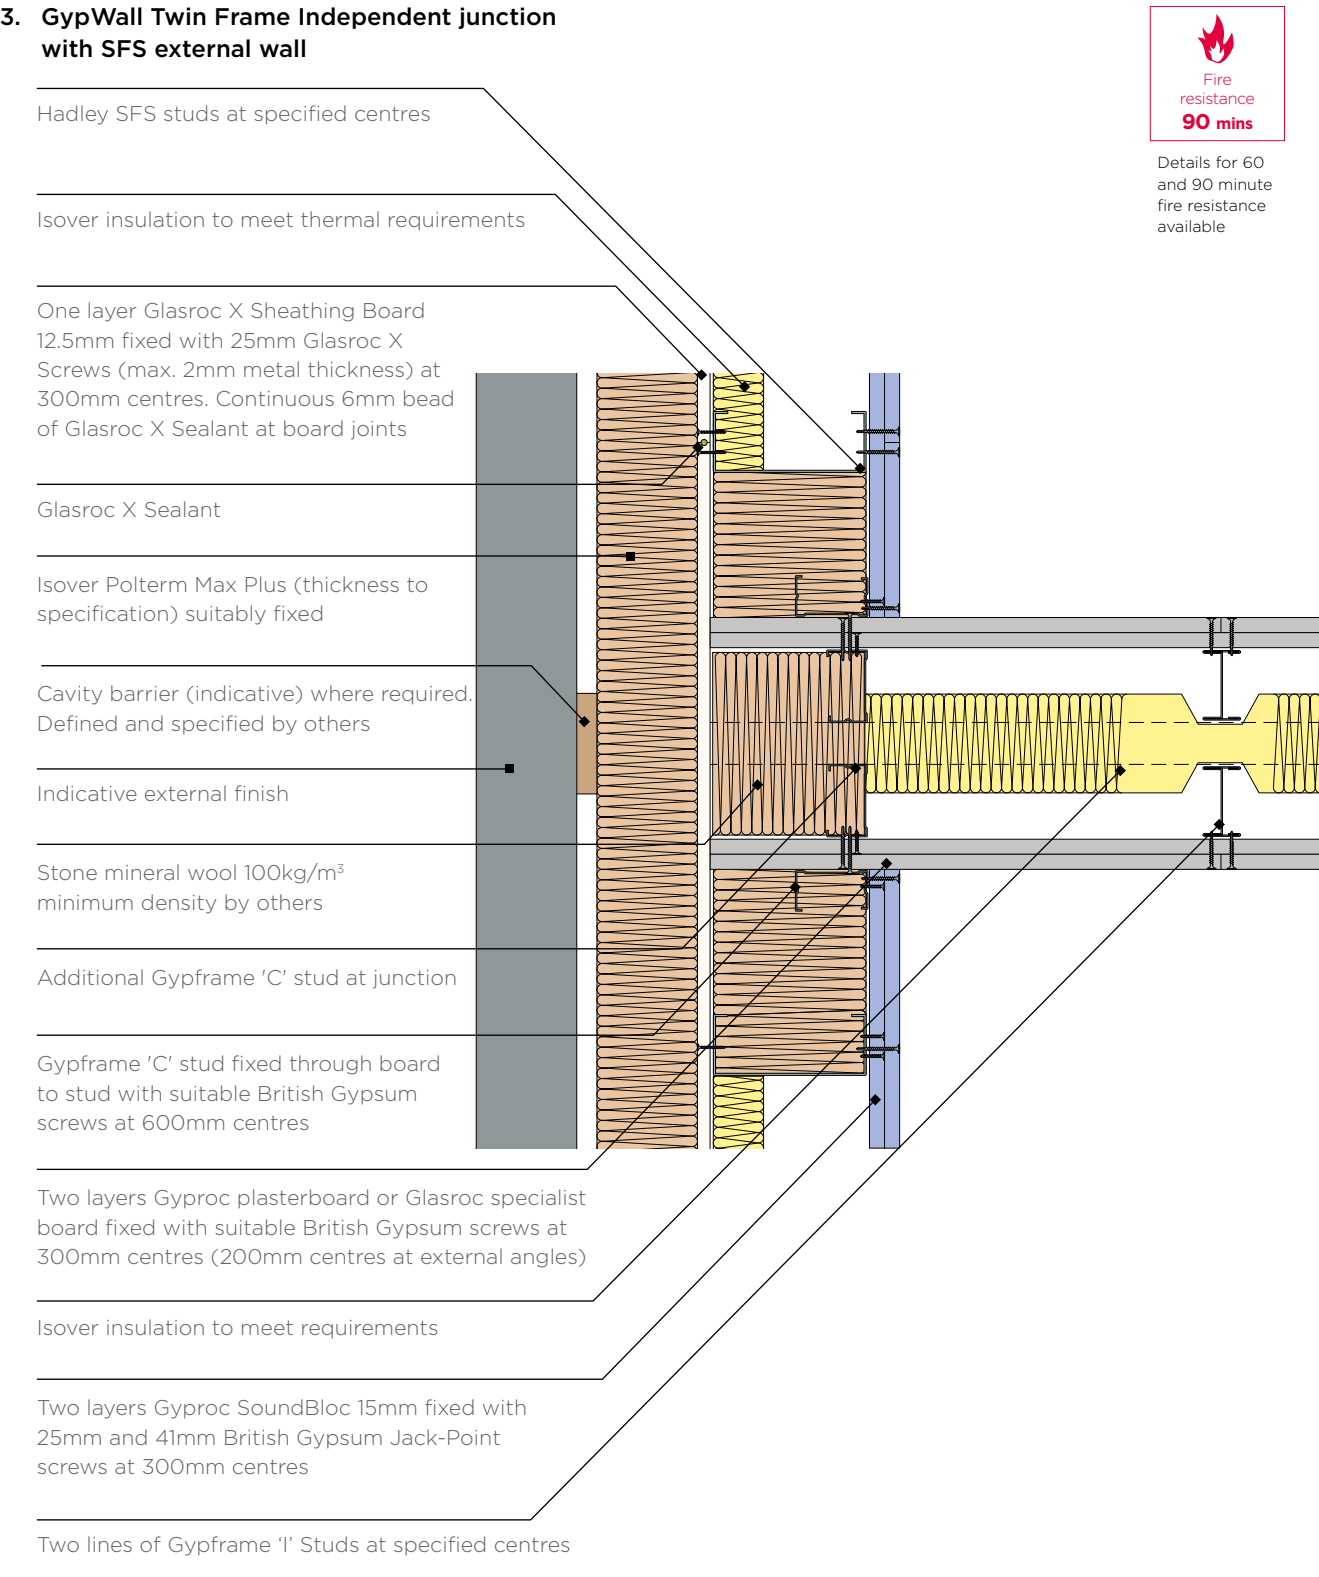 3. GypWall Twin Frame Independent junction
with SFS external wall
Fire
resistance
90 mins
Details for 60
and 90 minute
fire resistance
available
Hadley SFS studs at specified centres
Isover insulation to meet thermal requirements
One layer Glasroc X Sheathing Board
12.5mm fixed with 25mm Glasroc X
Screws (max. 2mm metal thickness) at
300mm centres. Continuous 6mm bead
of Glasroc X Sealant at board joints
Glasroc X Sealant
Isover Polterm Max Plus (thickness to
specification) suitably fixed
Cavity barrier (indicative) where required.
Defined and specified by others
Indicative external finish
Stone mineral wool 100kg/m³
minimum density by others
Additional Gypframe 'C' stud at junction
Gypframe 'C' stud fixed through board
to stud with suitable British Gypsum
screws at 600mm centres
Two layers Gyproc plasterboard or Glasroc specialist
board fixed with suitable British Gypsum screws at
300mm centres (200mm centres at external angles)
Isover insulation to meet requirements
Two layers Gyproc SoundBloc 15mm fixed with
25mm and 41mm British Gypsum Jack-Point
screws at 300mm centres
Two lines of Gypframe ‘I’ Studs at specified centres